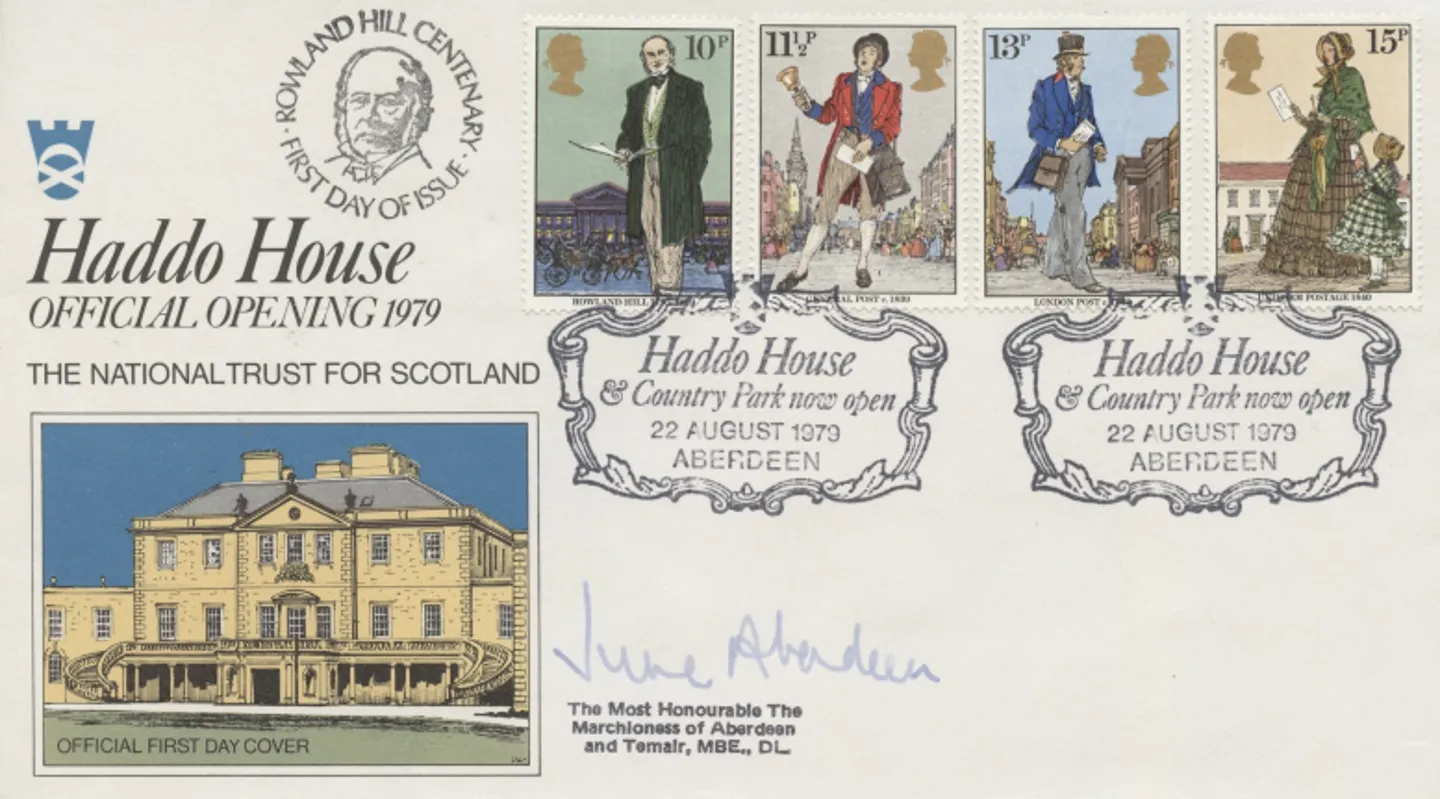 · ROWLAND HILL CENTENARY ·
FIRST DAY OF ISSUE
10P
11½P
13P
15P
ROWLAND HILL
GENERAL POST c. 1839
LONDON POST c.
POSTAGE 1840
Haddo House
OFFICIAL OPENING 1979
THE NATIONAL TRUST FOR SCOTLAND
Haddo House
& Country Park now open
22 AUGUST 1979
ABERDEEN
Haddo House
& Country Park now open
22 AUGUST 1979
ABERDEEN
OFFICIAL FIRST DAY COVER
June Aberdeen
The Most Honourable The
Marchioness of Aberdeen
and Temair, MBE., DL